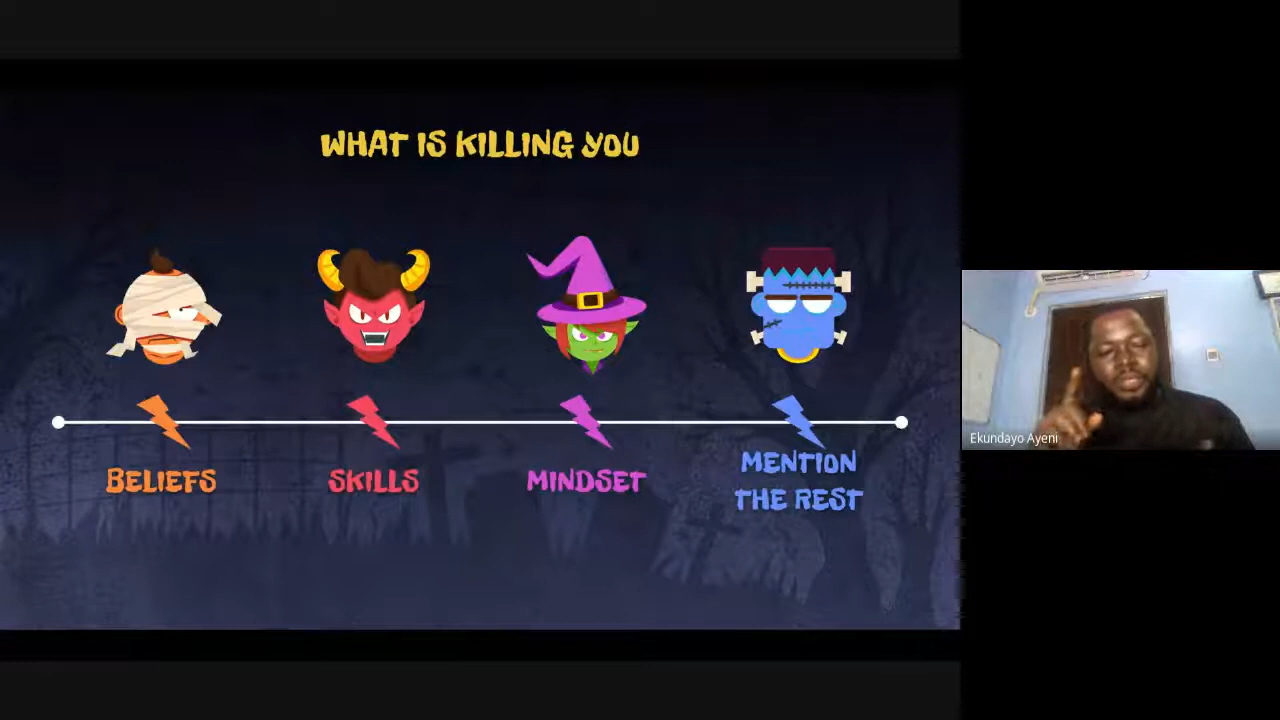 WHAT IS KILLING YOU
BELIEFS
SKILLS
MINDSET
MENTION
THE REST
Ekundayo Ayeni